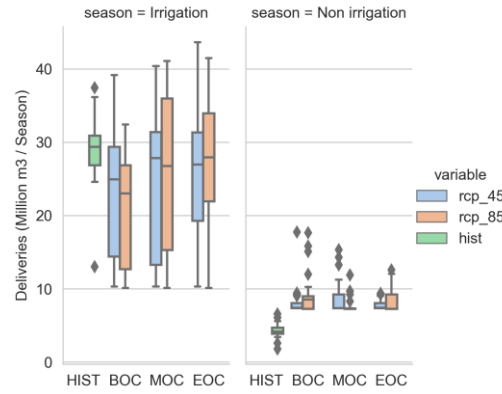 season = Irrigation
season = Non irrigation
Deliveries (Million m3 / Season)
40
30
20
10
0
HIST BOC MOC EOC
HIST BOC MOC EOC
variable
rcp_45
rcp_85
hist